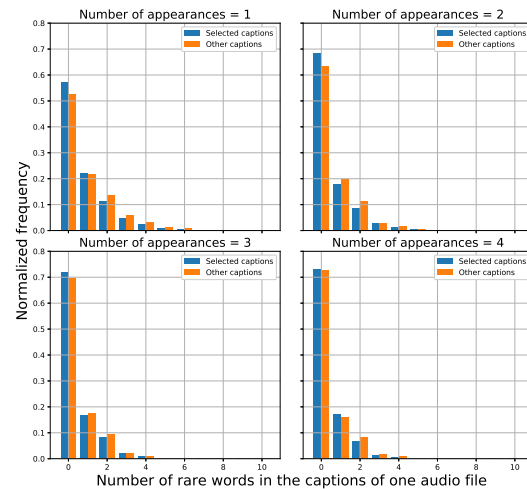 Number of appearances = 1
Number of appearances = 2
0.8
0.7
0.6
0.5
0.4
0.3
0.2
0.1
0.0
Selected captions
Other captions
Selected captions
Other captions
Number of appearances = 3
Number of appearances = 4
0.8
0.7
0.6
0.5
0.4
0.3
0.2
0.1
0.0
Selected captions
Other captions
Selected captions
Other captions
0 2 4 6 8 10
0 2 4 6 8 10
Normalized frequency
Number of rare words in the captions of one audio file